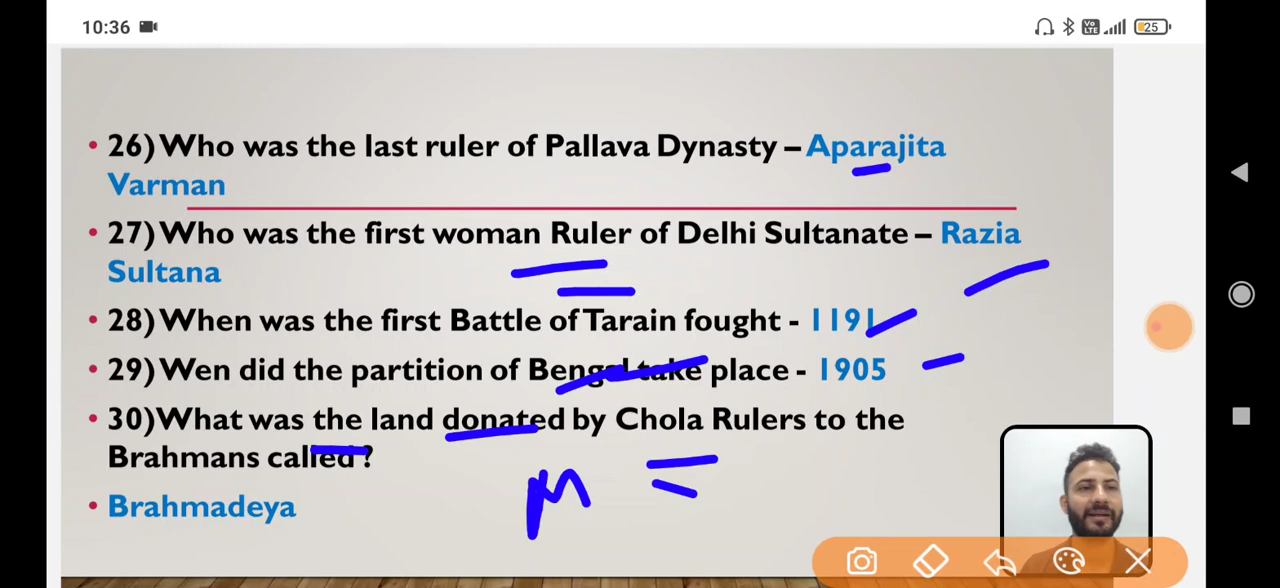 10:36
Vo
LTE
25
• 26) Who was the last ruler of Pallava Dynasty – Aparajita
Varman
• 27) Who was the first woman Ruler of Delhi Sultanate – Razia
Sultana
• 28) When was the first Battle of Tarain fought - 1191
• 29) Wen did the partition of Bengal take place - 1905
• 30)What was the land donated by Chola Rulers to the
Brahmans called?
• Brahmadeya
M